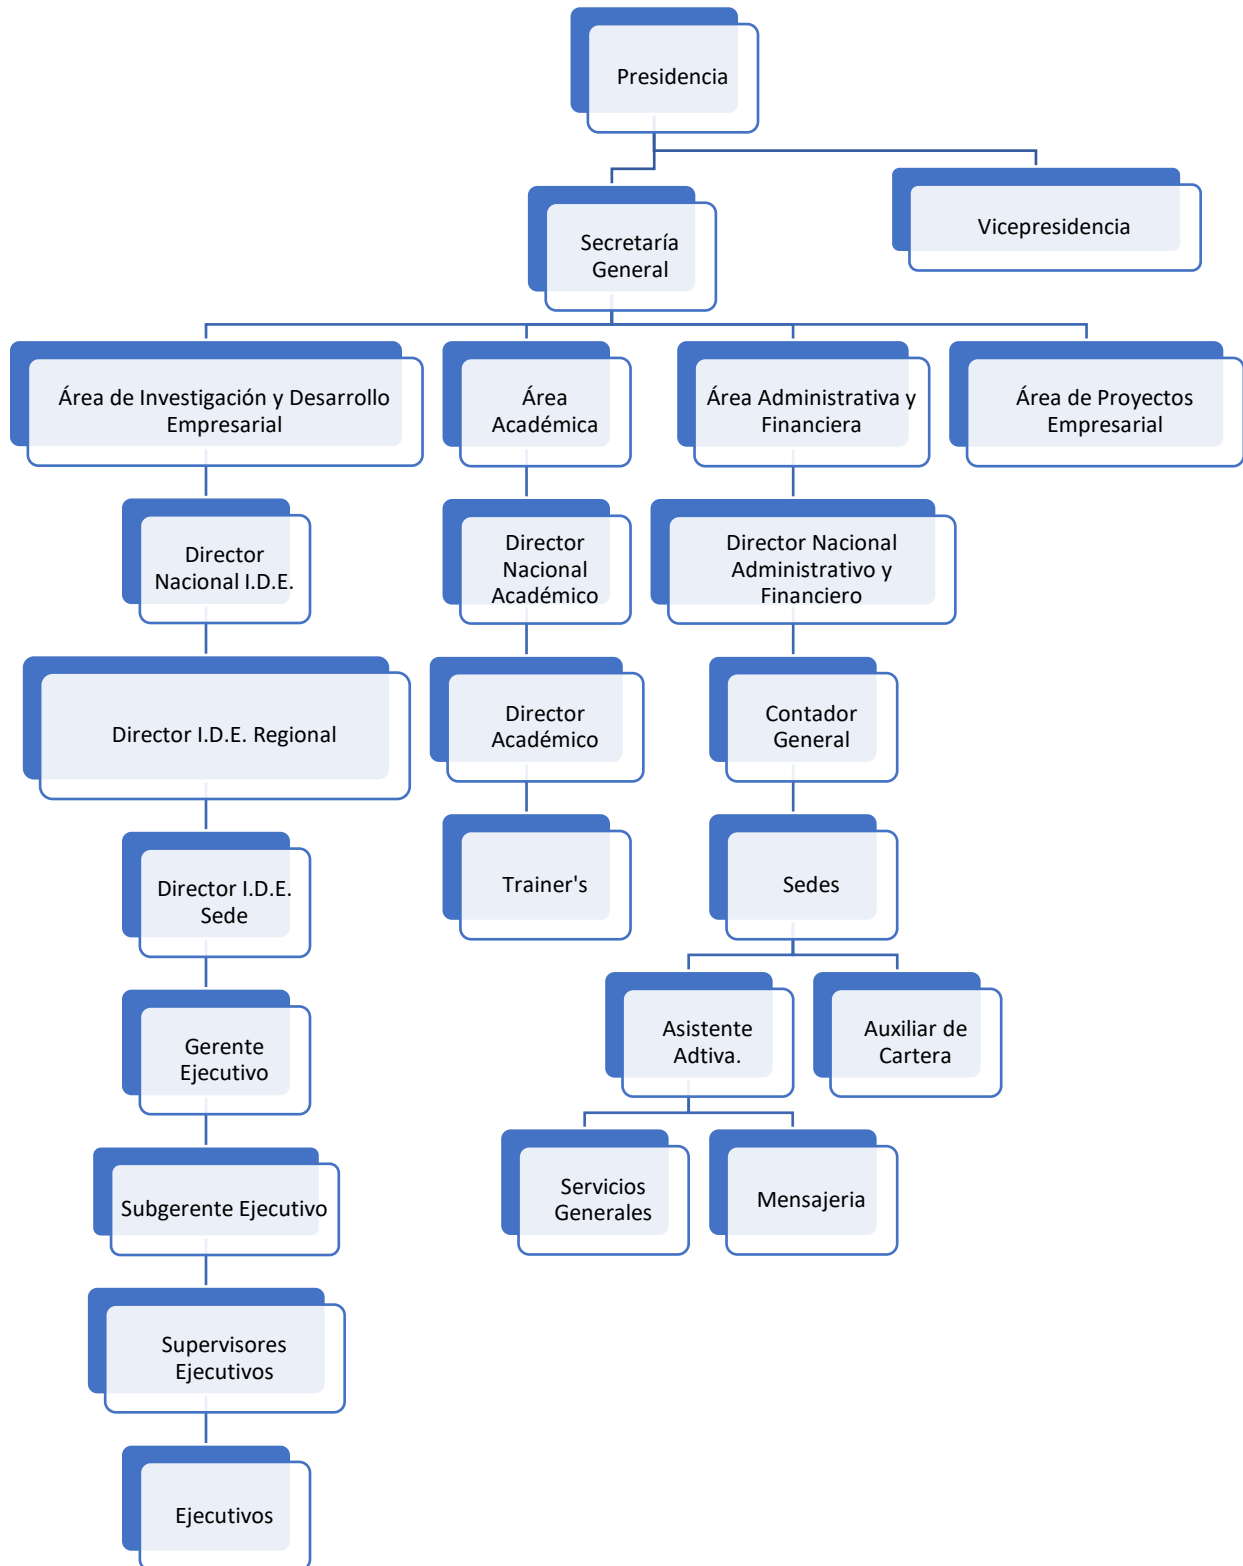 Presidencia
Secretaría
General
Vicepresidencia
Área de Investigación y Desarrollo
Empresarial
Área
Académica
Área Administrativa y
Financiera
Área de Proyectos
Empresarial
Director
Nacional I.D.E.
Director
Nacional
Académico
Director Nacional
Administrativo y
Financiero
Director I.D.E. Regional
Director
Académico
Contador
General
Director I.D.E.
Sede
Trainer's
Sedes
Gerente
Ejecutivo
Asistente
Adtiva.
Auxiliar de
Cartera
Subgerente Ejecutivo
Servicios
Generales
Mensajeria
Supervisores
Ejecutivos
Ejecutivos